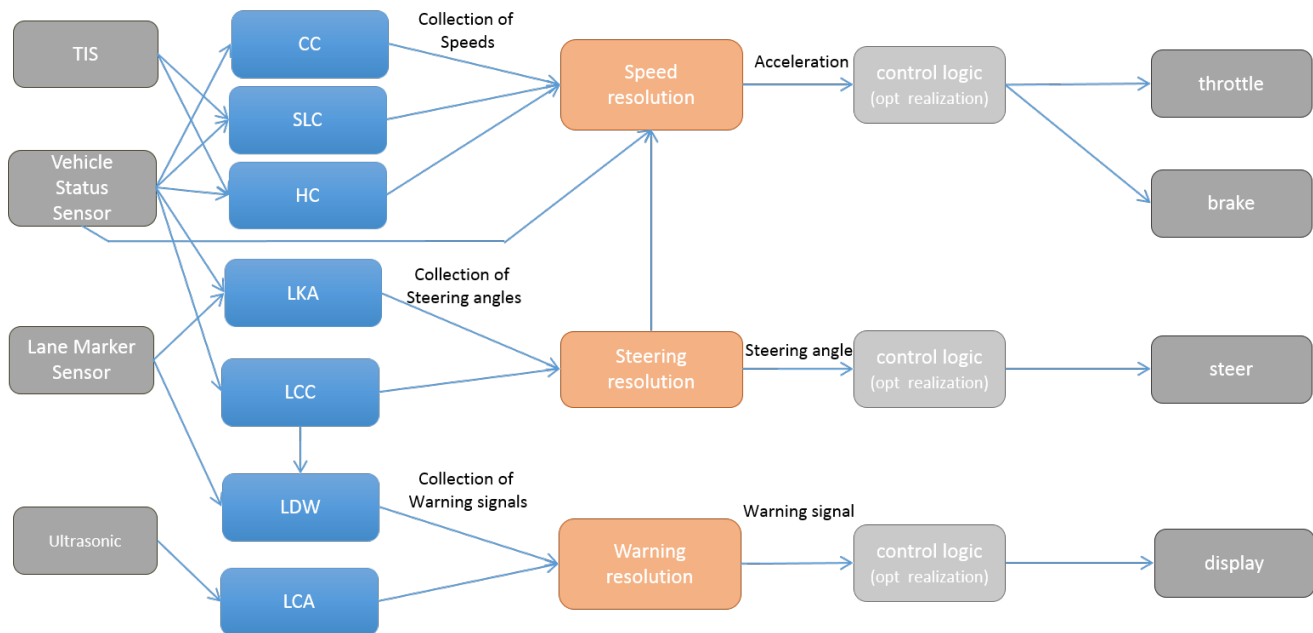 TIS
Vehicle
Status
Sensor
Lane Marker
Sensor
Ultrasonic
CC
SLC
HC
LKA
LCC
LDW
LCA
Collection of
Speeds
Collection of
Steering angles
Collection of
Warning signals
Speed
resolution
Steering
resolution
Warning
resolution
Acceleration
Steering angle
Warning signal
control logic
(opt realization)
control logic
(opt realization)
control logic
(opt realization)
throttle
brake
steer
display